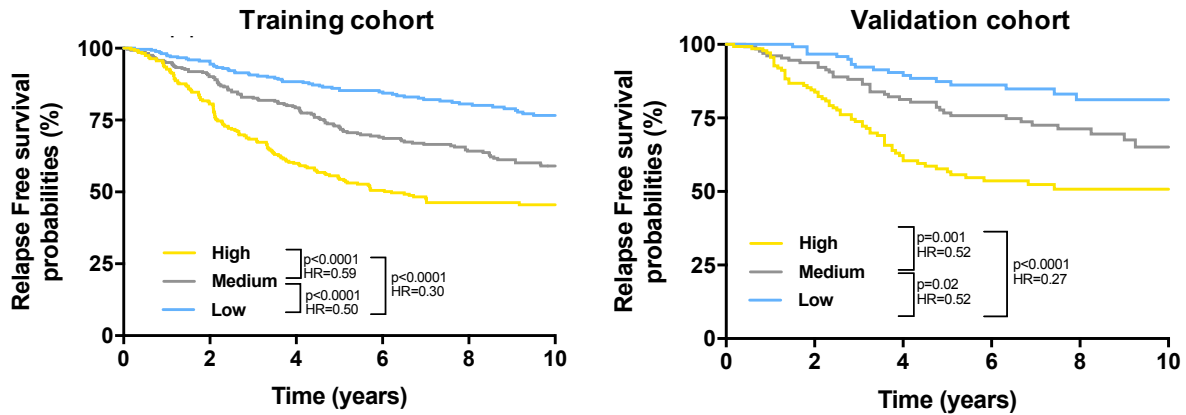 Training cohort
Relapse Free survival
probabilities (%)
100
75
50
25
0
0 2 4 6 8 10
Time (years)
High
Medium
Low
p<0.0001
HR=0.59
p<0.0001
HR=0.50
p<0.0001
HR=0.30
Validation cohort
Relapse Free survival
probabilities (%)
100
75
50
25
0
0 2 4 6 8 10
Time (years)
High
Medium
Low
p=0.001
HR=0.52
p=0.02
HR=0.52
p<0.0001
HR=0.27